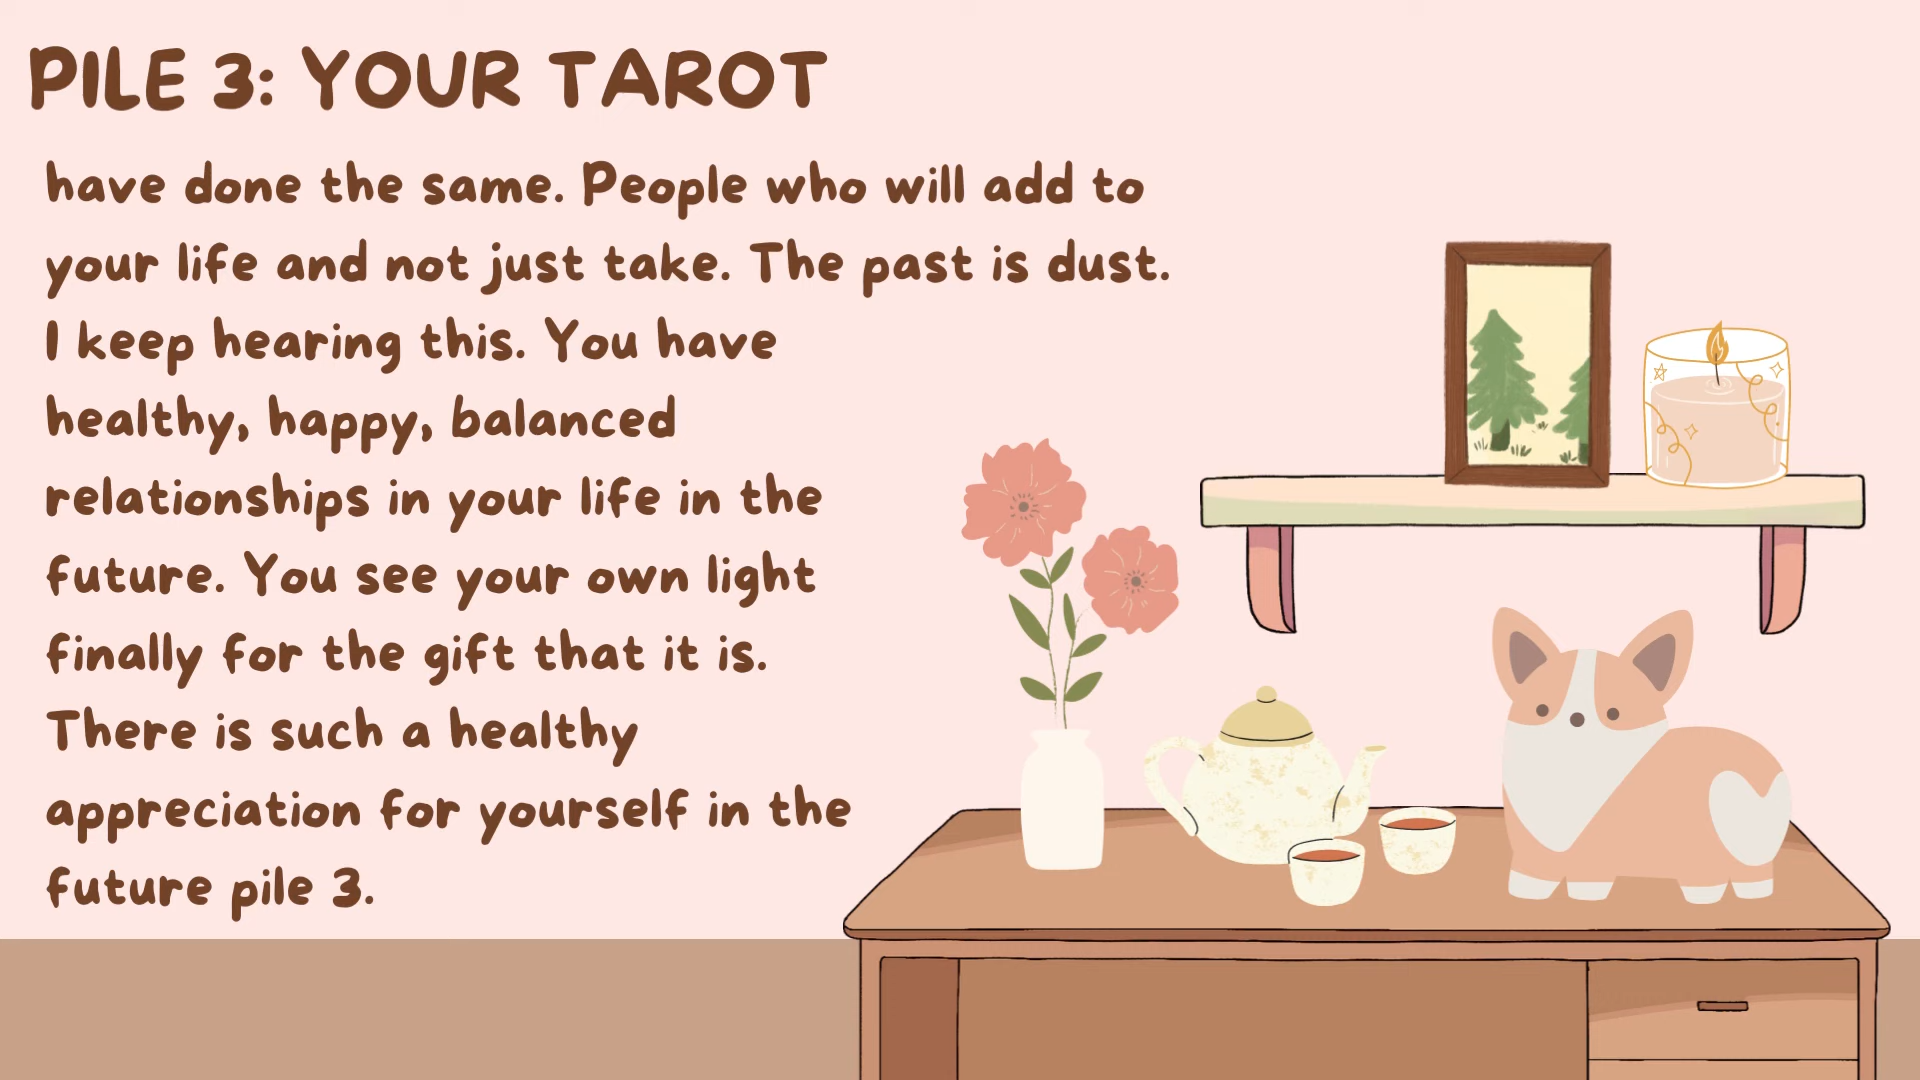 PILE 3: YOUR TAROT
have done the same. People who will add to
your life and not just take. The past is dust.
I keep hearing this. You have
healthy, happy, balanced
relationships in your life in the
future. You see your own light
finally for the gift that it is.
There is such a healthy
appreciation for yourself in the
future pile 3.